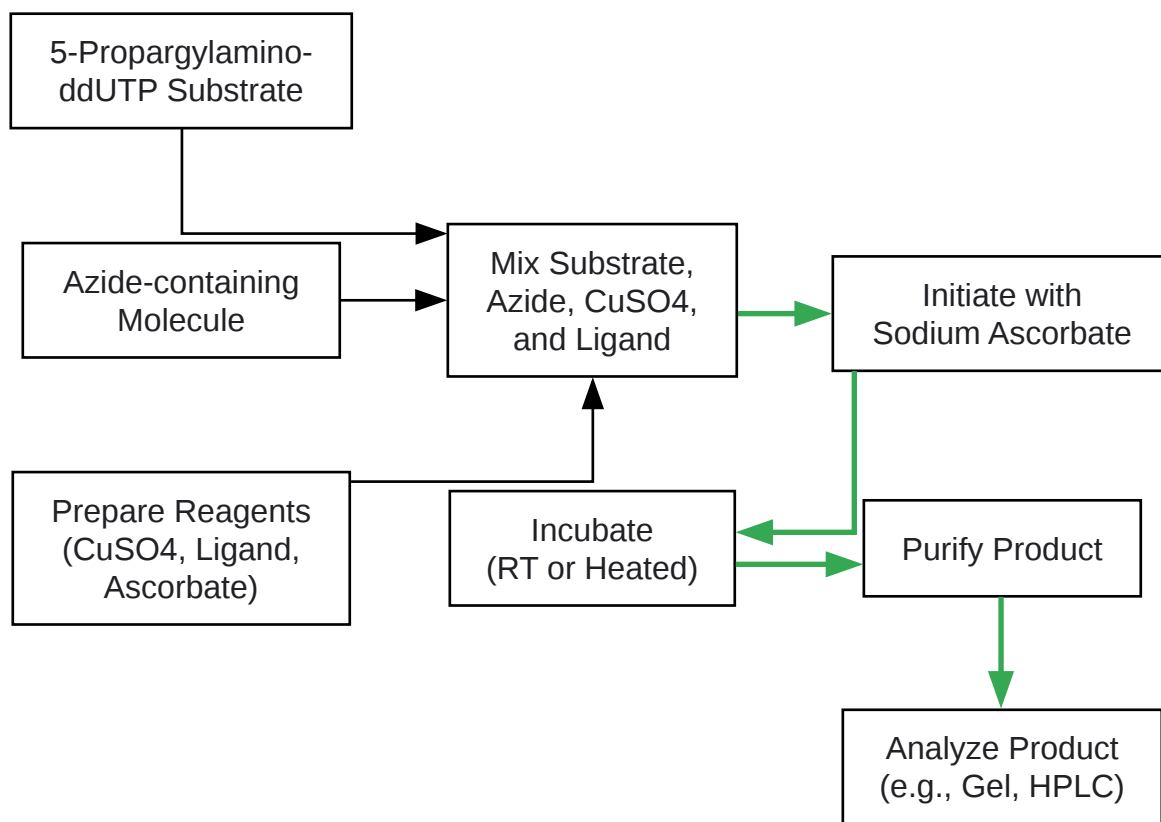 5-Propargylamino-
ddUTP Substrate
Azide-containing
Molecule
Mix Substrate,
Azide, CuSO4,
and Ligand
Initiate with
Sodium Ascorbate
Prepare Reagents
(CuSO4, Ligand,
Ascorbate)
Incubate
(RT or Heated)
Purify Product
Analyze Product
(e.g., Gel, HPLC)